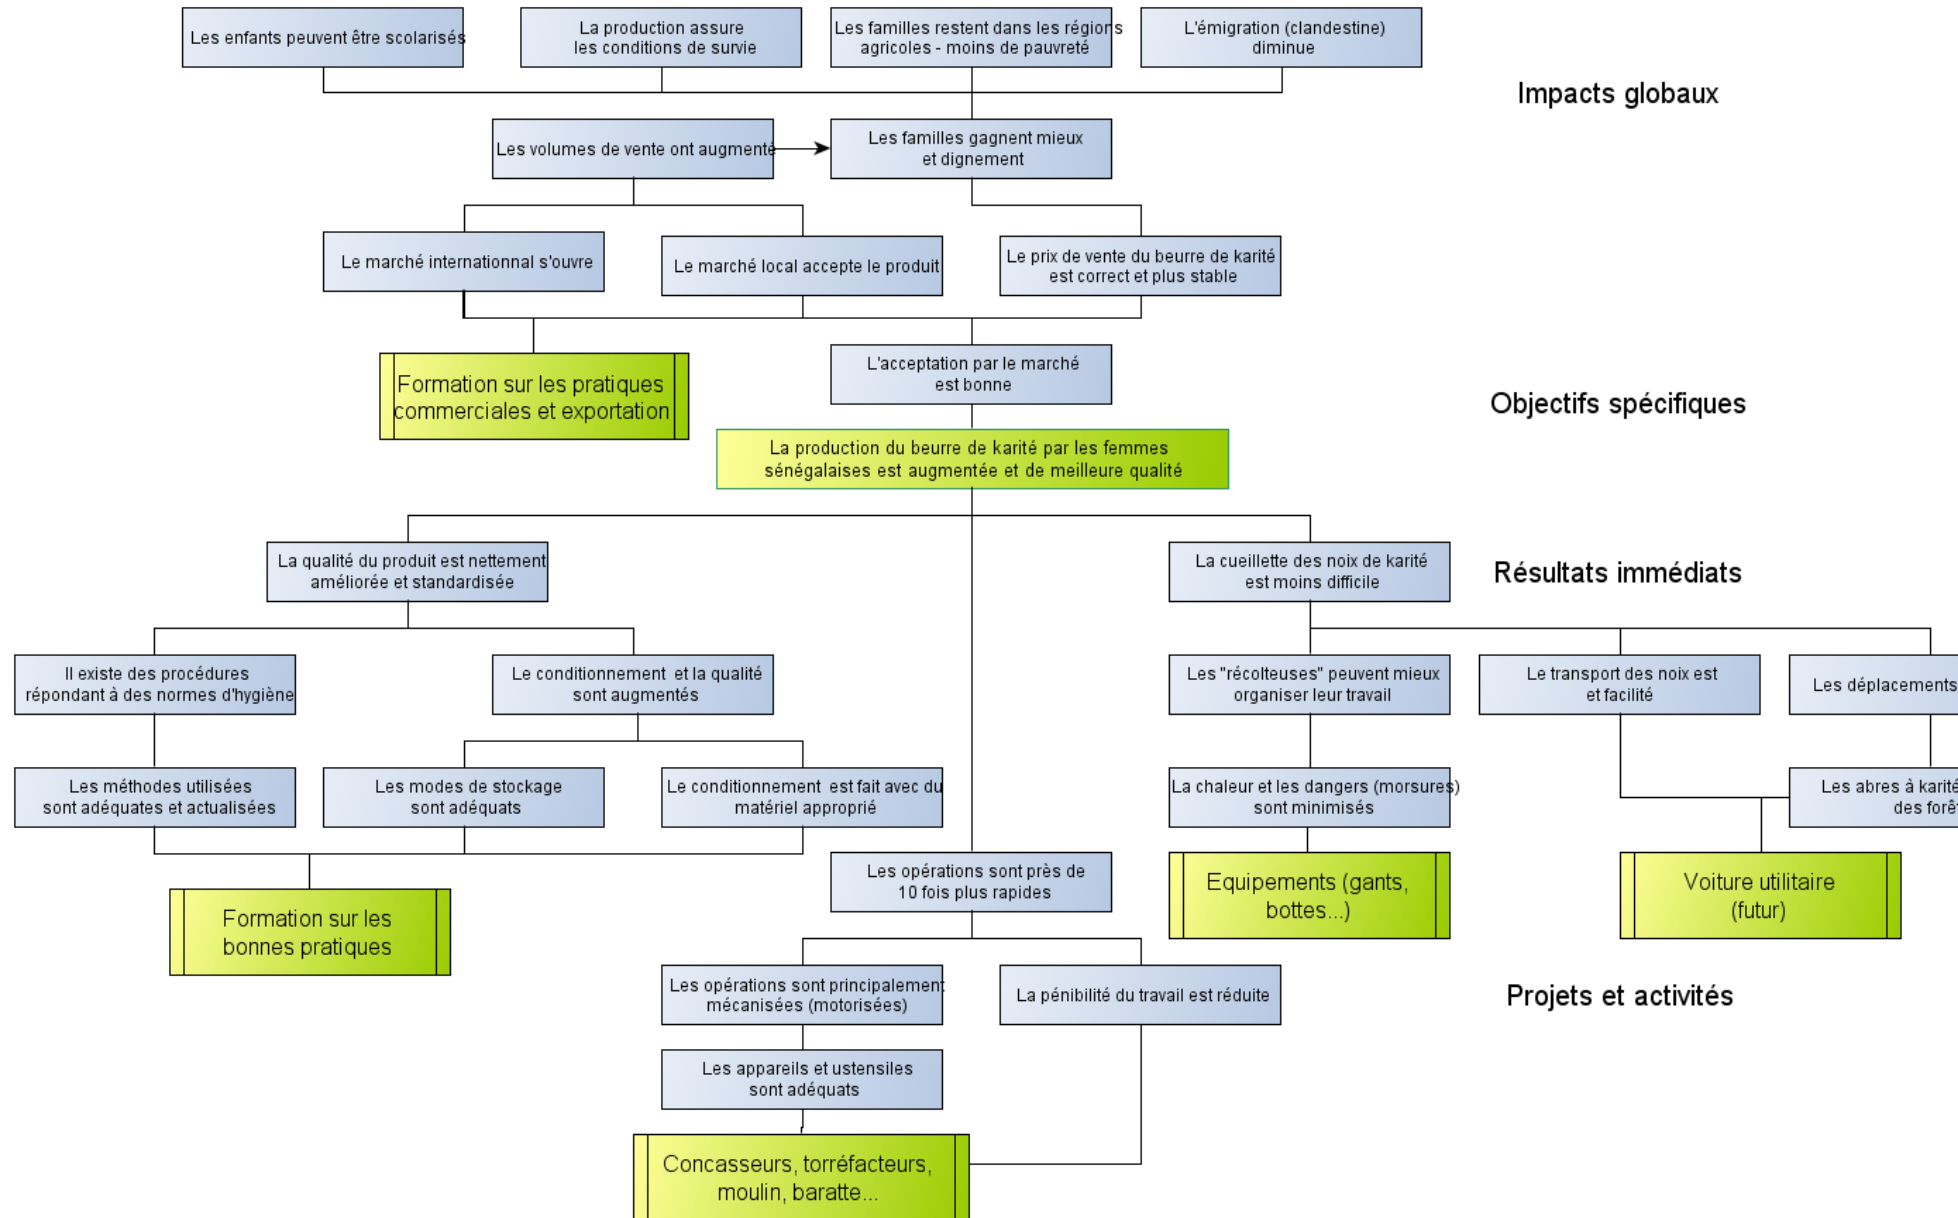 Les enfants peuvent être scolarisés
La production assure
les conditions de survie
Les familles restent dans les régions
agricoles - moins de pauvreté
L'émigration (clandestine)
diminue
Impacts globaux
Les volumes de vente ont augmenté
Les familles gagnent mieux
et dignement
Le marché internationnal s'ouvre
Le marché local accepte le produit
Le prix de vente du beurre de karité
est correct et plus stable
Formation sur les pratiques
commerciales et exportation
L'acceptation par le marché
est bonne
Objectifs spécifiques
La production du beurre de karité par les femmes
sénégalaises est augmentée et de meilleure qualité
La qualité du produit est nettement
améliorée et standardisée
La cueillette des noix de karité
est moins difficile
Résultats immédiats
Il existe des procédures
répondant à des normes d'hygiène
Le conditionnement et la qualité
sont augmentés
Les "récolteuses" peuvent mieux
organiser leur travail
Le transport des noix est
et facilité
Les déplacements
Les méthodes utilisées
sont adéquates et actualisées
Les modes de stockage
sont adéquats
Le conditionnement est fait avec du
matériel approprié
La chaleur et les dangers (morsures)
sont minimisés
Les abres à karité
des
Formation sur les
bonnes pratiques
Les opérations sont près de
10 fois plus rapides
Equipements (gants,
bottes...)
Voiture utilitaire
(futur)
Les opérations sont principalement
mécanisées (motorisées)
La pénibilité du travail est réduite
Projets et activités
Les appareils et ustensiles
sont adéquats
Concasseurs, torréfacteurs,
moulin, baratte...